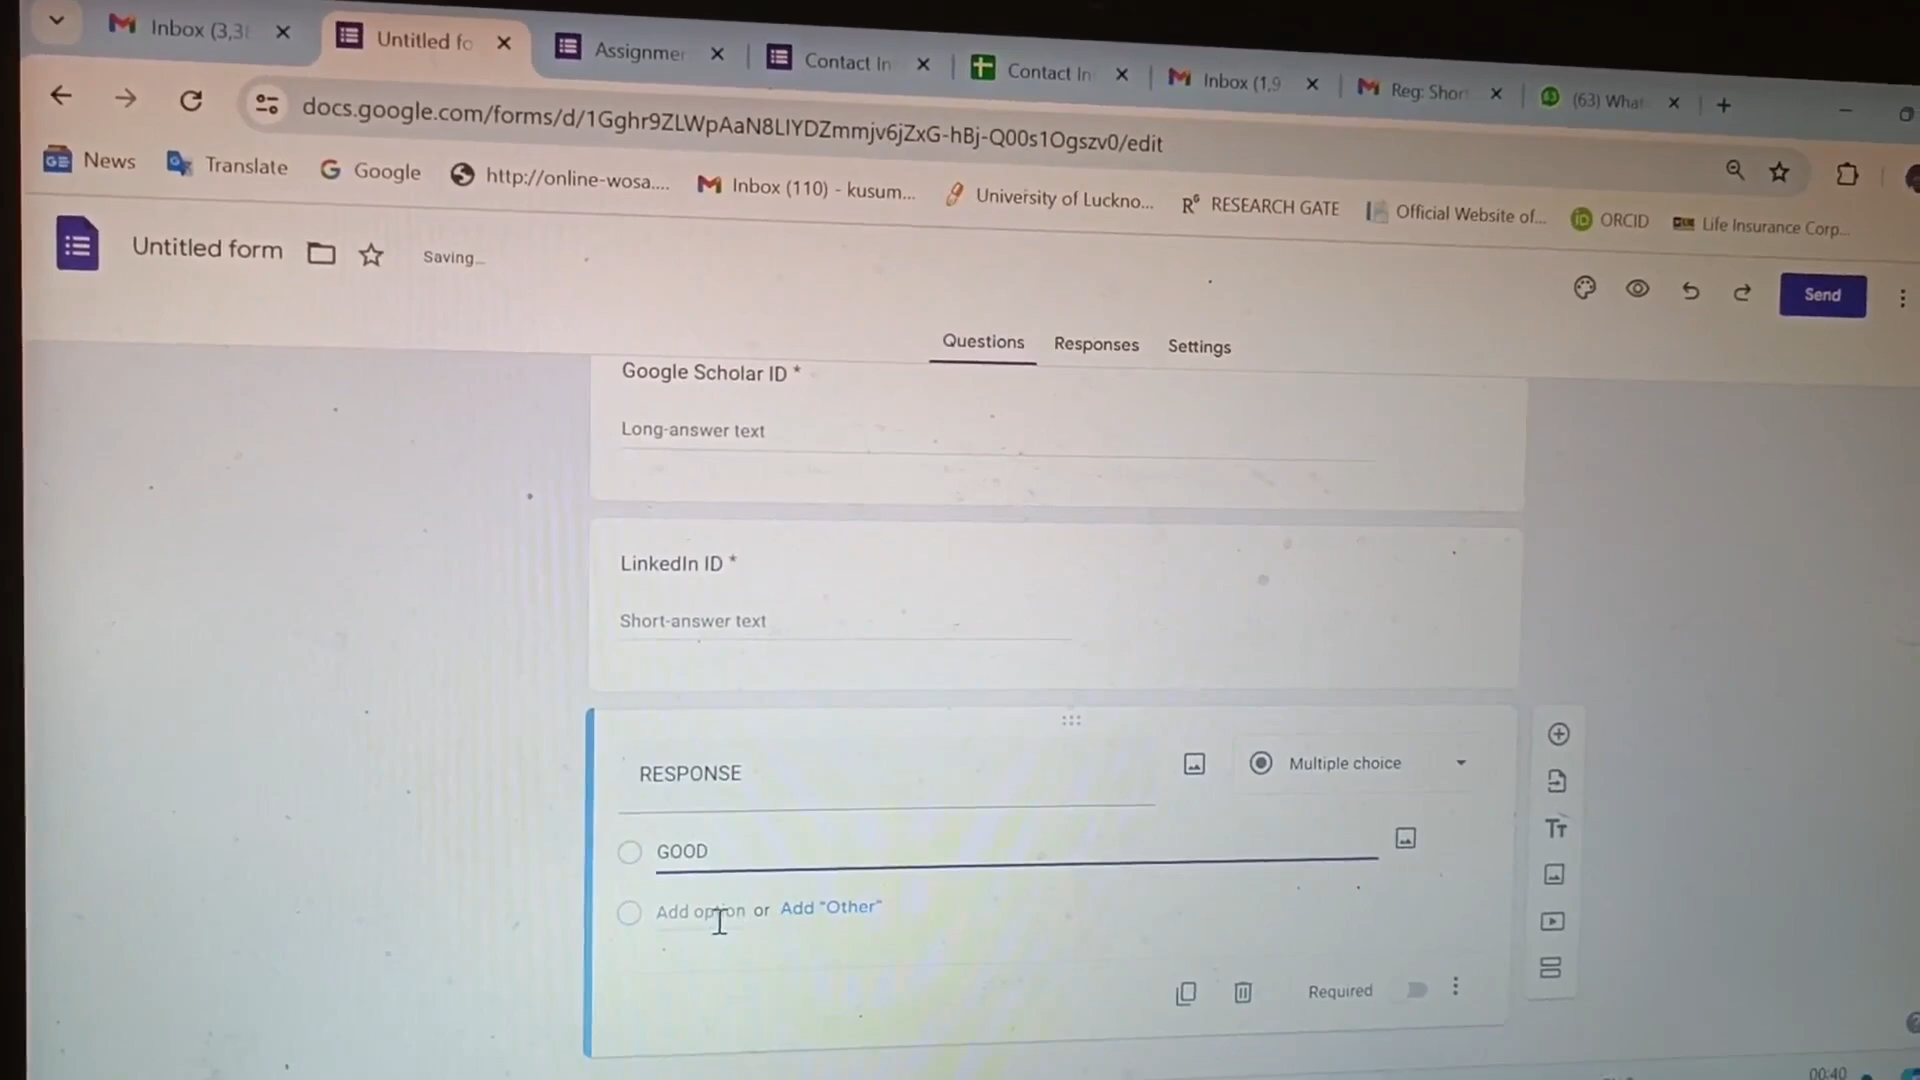 Inbox (3,3
Untitled fo
Assignmer
Contact In
Contact In
Inbox (1,9
Reg: Shor
(63) What
docs.google.com/forms/d/1Gghr9ZLWpAaN8LIYDZmmjv6jZxG-hBj-Q00s1Ogszv0/edit
News
Translate
Google
http://online-wosa....
Inbox (110) - kusum...
University of Luckno...
RESEARCH GATE
Official Website of...
ORCID
Life Insurance Corp...
Untitled form
Saving...
Send
Questions
Responses
Settings
Google Scholar ID *
Long-answer text
LinkedIn ID *
Short-answer text
RESPONSE
Multiple choice
GOOD
Add option or Add "Other"
Required
00:40